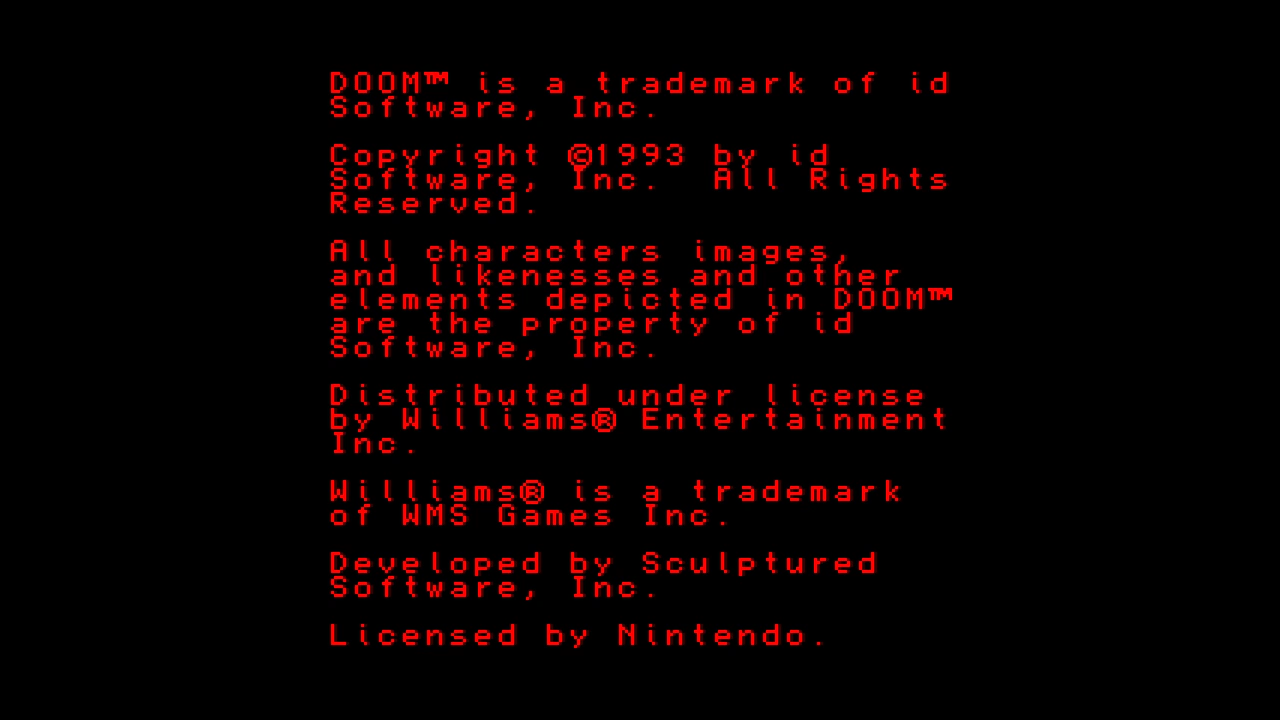 DOOM™ is a trademark of id
Software, Inc.
Copyright ©1993 by id
Software, Inc.  All Rights
Reserved.
All characters images,
and likenesses and other
elements depicted in DOOM™
are the property of id
Software, Inc.
Distributed under license
by Williams® Entertainment
Inc.
Williams® is a trademark
of WMS Games Inc.
Developed by Sculptured
Software, Inc.
Licensed by Nintendo.